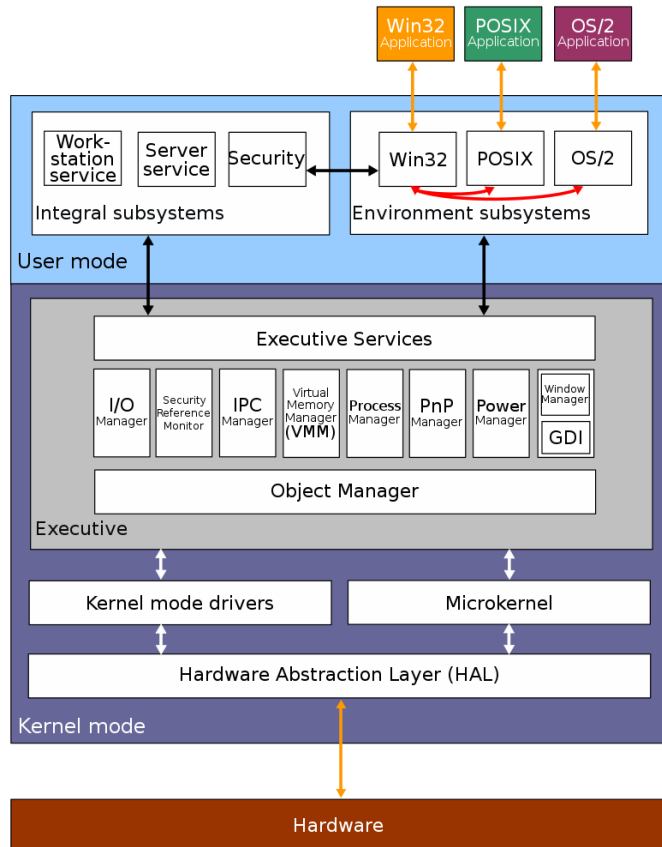 Win32
Application
POSIX
Application
OS/2
Application
Work-
station
service
Server
service
Security
Integral subsystems
Win32
POSIX
OS/2
Environment subsystems
User mode
Executive Services
I/O
Manager
Security
Reference
Monitor
IPC
Manager
Virtual
Memory
Manager
(VMM)
Process
Manager
PnP
Manager
Power
Manager
Window
Manager
GDI
Object Manager
Executive
Kernel mode drivers
Microkernel
Hardware Abstraction Layer (HAL)
Kernel mode
Hardware